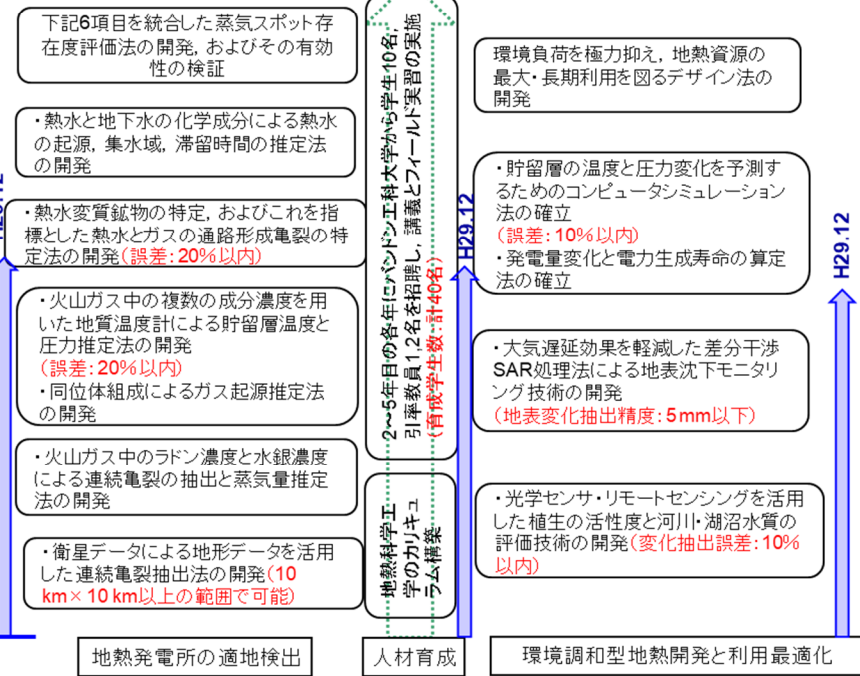 下記6項目を統合した蒸気スポット存
在度評価法の開発, およびその有効
性の検証
・熱水と地下水の化学成分による熱水
の起源, 集水域, 滞留時間の推定法
の開発
・熱水変質鉱物の特定, およびこれを指
標とした熱水とガスの通路形成亀裂の特
定法の開発(誤差:20%以内)
・火山ガス中の複数の成分濃度を用
いた地質温度計による貯留層温度と
圧力推定法の開発
(誤差:20%以内)
・同位体組成によるガス起源推定法
の開発
・火山ガス中のラドン濃度と水銀濃度
による連続亀裂の抽出と蒸気量推定
法の開発
・衛星データによる地形データを活用
した連続亀裂抽出法の開発(10
km×10 km以上の範囲で可能)
地熱発電所の適地検出
2~5年目の各年にバンドン工科大学から学生10名,
引率教員1,2名を招聘し, 講義とフィールド実習の実施
(育成学生数:計40名)
地熱科学工
学のカリキュ
ラム構築
人材育成
H29.12
環境負荷を極力抑え, 地熱資源の
最大・長期利用を図るデザイン法の
開発
・貯留層の温度と圧力変化を予測す
るためのコンピュータシミュレーション
法の確立
(誤差:10%以内)
・発電量変化と電力生成寿命の算定
法の確立
・大気遅延効果を軽減した差分干渉
SAR処理法による地表沈下モニタリ
ング技術の開発
(地表変化抽出精度:5mm以下)
・光学センサ・リモートセンシングを活用
した植生の活性度と河川・湖沼水質の
評価技術の開発(変化抽出誤差:10%
以内)
H29.12
環境調和型地熱開発と利用最適化